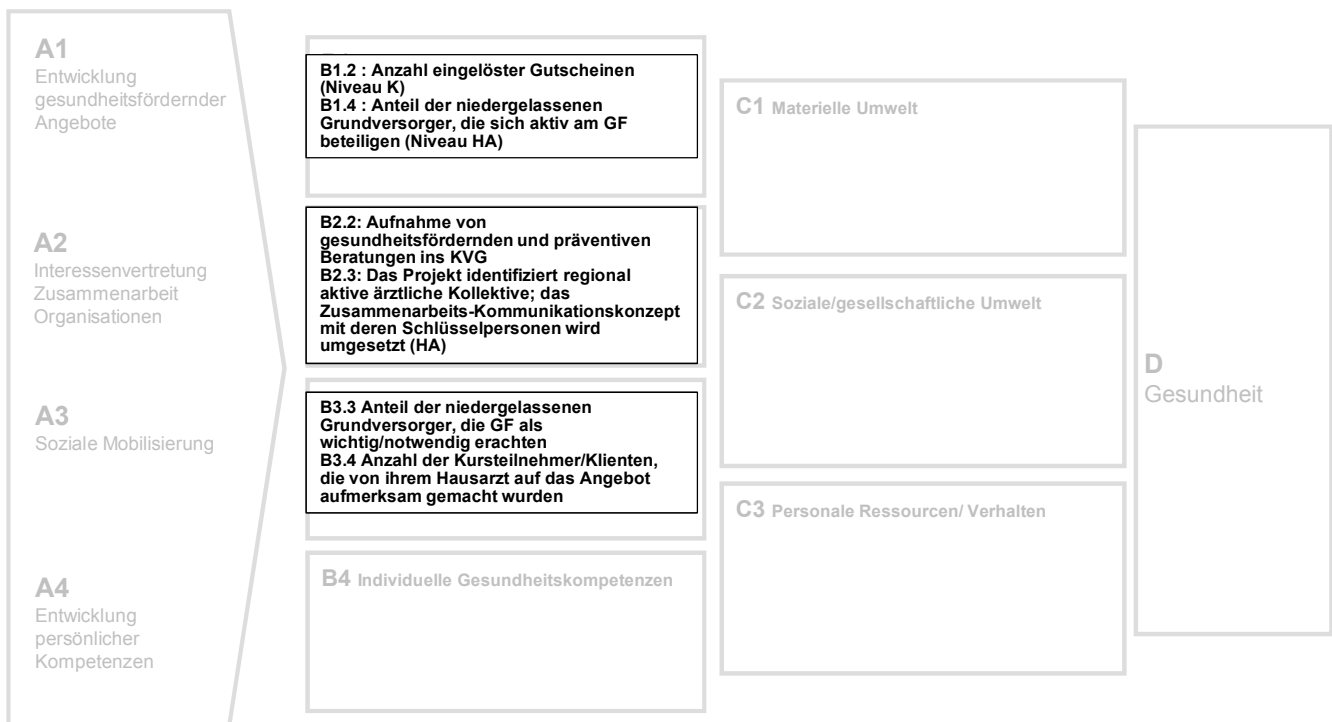 A1
Entwicklung
gesundheitsfördernder
Angebote
A2
Interessenvertretung
Zusammenarbeit
Organisationen
A3
Soziale Mobilisierung
A4
Entwicklung
persönlicher
Kompetenzen
B1.2 : Anzahl eingelöster Gutscheinen
(Niveau K)
B1.4 : Anteil der niedergelassenen
Grundversorger, die sich aktiv am GF
beteiligen (Niveau HA)
B2.2: Aufnahme von
gesundheitsfördernden und präventiven
Beratungen ins KVG
B2.3: Das Projekt identifiziert regional
aktive ärztliche Kollektive; das
Zusammenarbeits-Kommunikationskonzept
mit deren Schlüsselpersonen wird
umgesetzt (HA)
B3.3 Anteil der niedergelassenen
Grundversorger, die GF als
wichtig/notwendig erachten
B3.4 Anzahl der Kursteilnehmer/Klienten,
die von ihrem Hausarzt auf das Angebot
aufmerksam gemacht wurden
B4 Individuelle Gesundheitskompetenzen
C1 Materielle Umwelt
C2 Soziale/gesellschaftliche Umwelt
C3 Personale Ressourcen/ Verhalten
D
Gesundheit